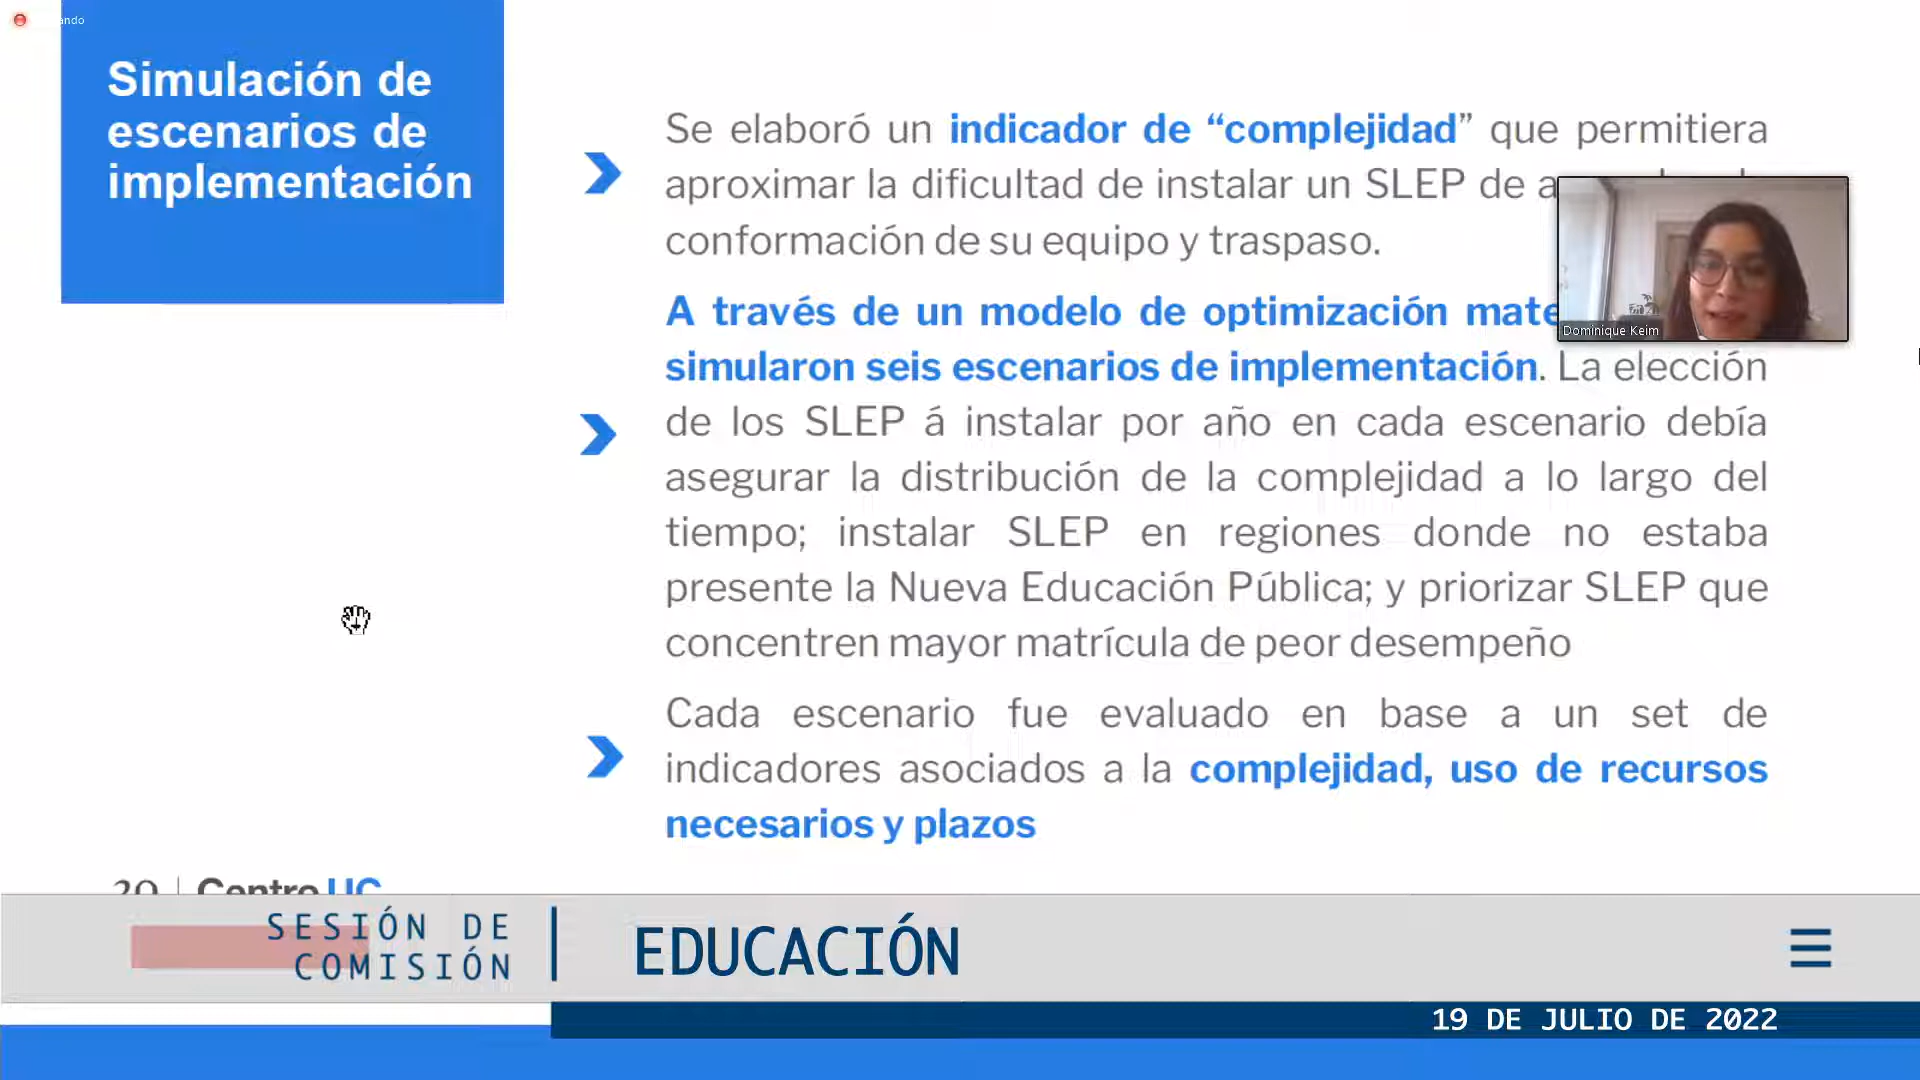 ando
Simulación de
escenarios de
implementación
Se elaboró un indicador de “complejidad” que permitiera
aproximar la dificultad de instalar un SLEP de
conformación de su equipo y traspaso.
A través de un modelo de optimización
simularon seis escenarios de implementación. La elección
de los SLEP á instalar por año en cada escenario debía
asegurar la distribución de la complejidad a lo largo del
tiempo; instalar SLEP en regiones donde no estaba
presente la Nueva Educación Pública; y priorizar SLEP que
concentren mayor matrícula de peor desempeño
Cada escenario fue evaluado en base a un set de
indicadores asociados a la complejidad, uso de recursos
necesarios y plazos
Dominique Keim
20 | Centro UC
SESIÓN DE
COMISIÓN
EDUCACIÓN
19 DE JULIO DE 2022